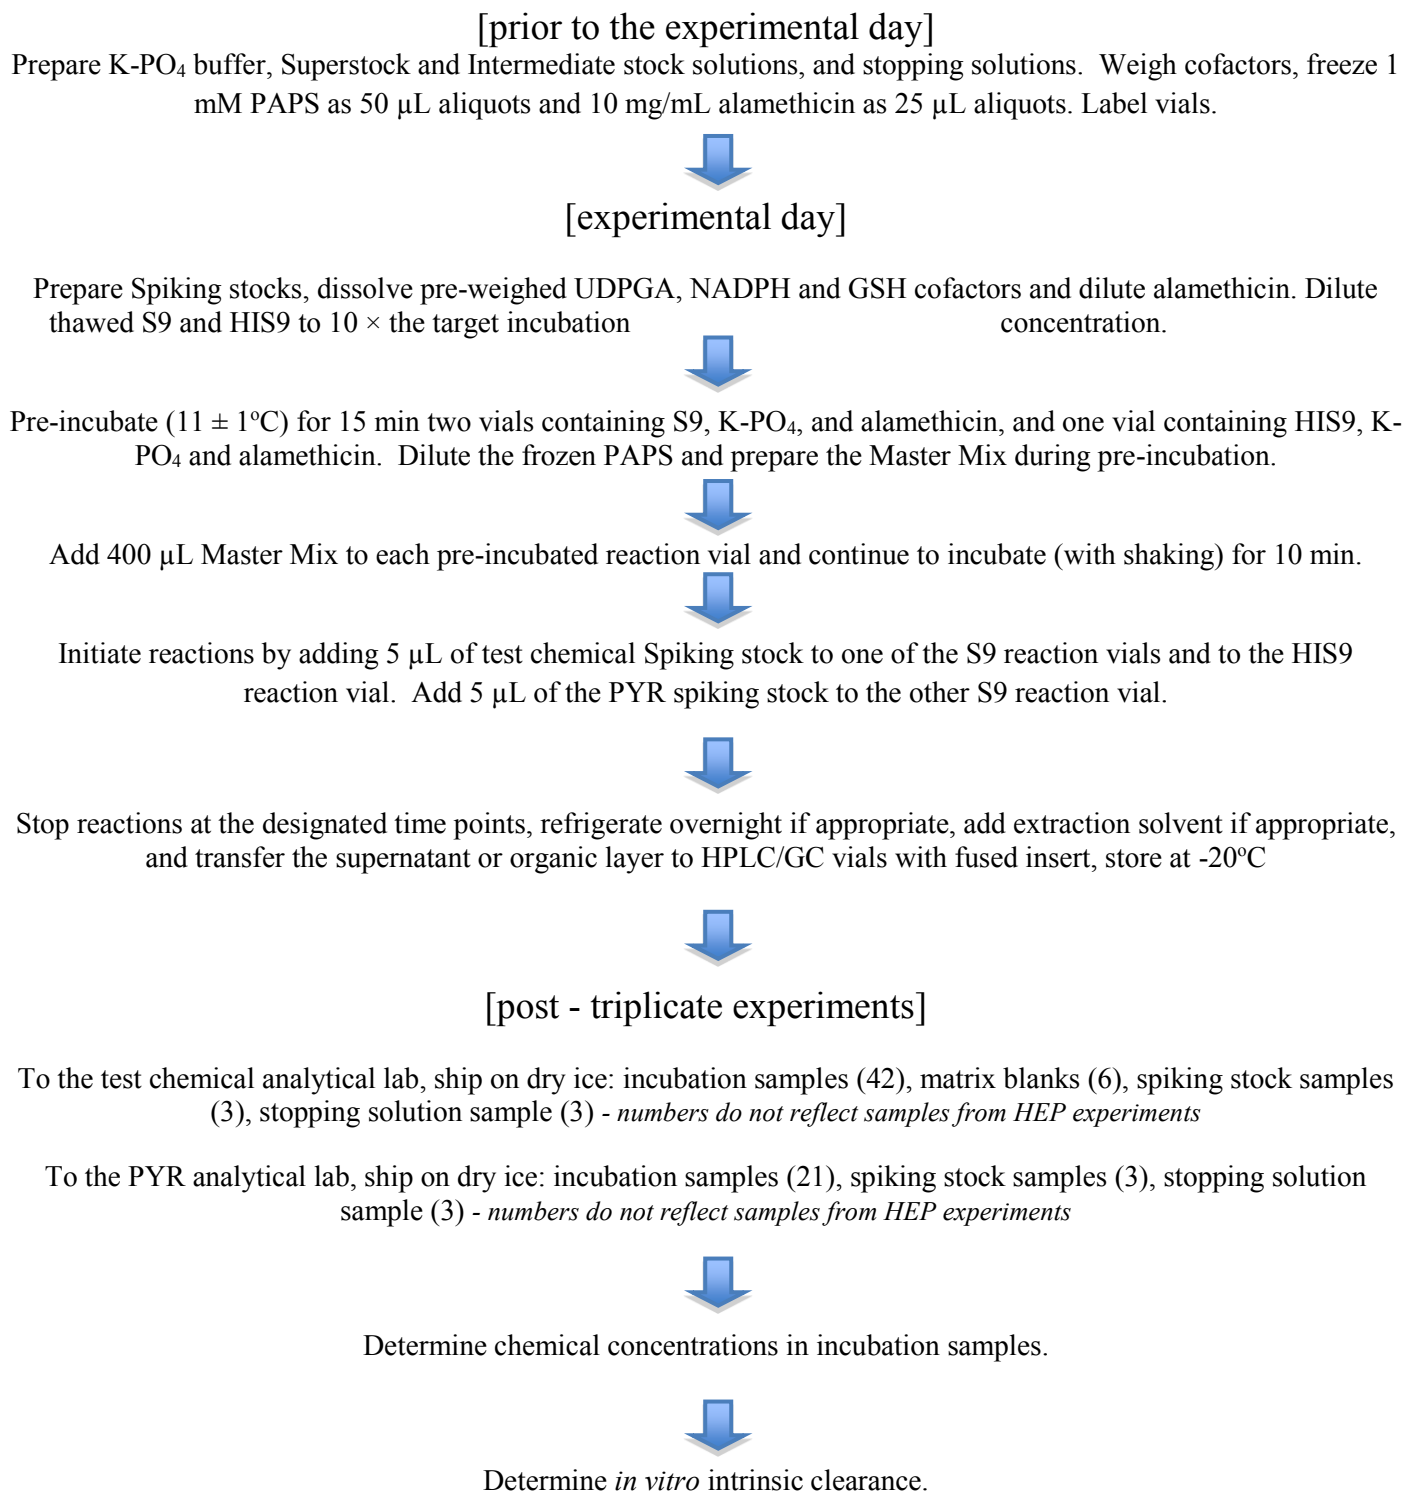 [prior to the experimental day]
Prepare K-PO₄ buffer, Superstock and Intermediate stock solutions, and stopping solutions.  Weigh cofactors, freeze 1
mM PAPS as 50 µL aliquots and 10 mg/mL alamethicin as 25 µL aliquots. Label vials.
[experimental day]
Prepare Spiking stocks, dissolve pre-weighed UDPGA, NADPH and GSH cofactors and dilute alamethicin. Dilute
thawed S9 and HIS9 to 10 × the target incubation concentration.
Pre-incubate (11 ± 1ºC) for 15 min two vials containing S9, K-PO₄, and alamethicin, and one vial containing HIS9, K-
PO₄ and alamethicin.  Dilute the frozen PAPS and prepare the Master Mix during pre-incubation.
Add 400 µL Master Mix to each pre-incubated reaction vial and continue to incubate (with shaking) for 10 min.
Initiate reactions by adding 5 µL of test chemical Spiking stock to one of the S9 reaction vials and to the HIS9
reaction vial.  Add 5 µL of the PYR spiking stock to the other S9 reaction vial.
Stop reactions at the designated time points, refrigerate overnight if appropriate, add extraction solvent if appropriate,
and transfer the supernatant or organic layer to HPLC/GC vials with fused insert, store at -20ºC
[post - triplicate experiments]
To the test chemical analytical lab, ship on dry ice: incubation samples (42), matrix blanks (6), spiking stock samples
(3), stopping solution sample (3) - numbers do not reflect samples from HEP experiments
To the PYR analytical lab, ship on dry ice: incubation samples (21), spiking stock samples (3), stopping solution
sample (3) - numbers do not reflect samples from HEP experiments
Determine chemical concentrations in incubation samples.
Determine in vitro intrinsic clearance.